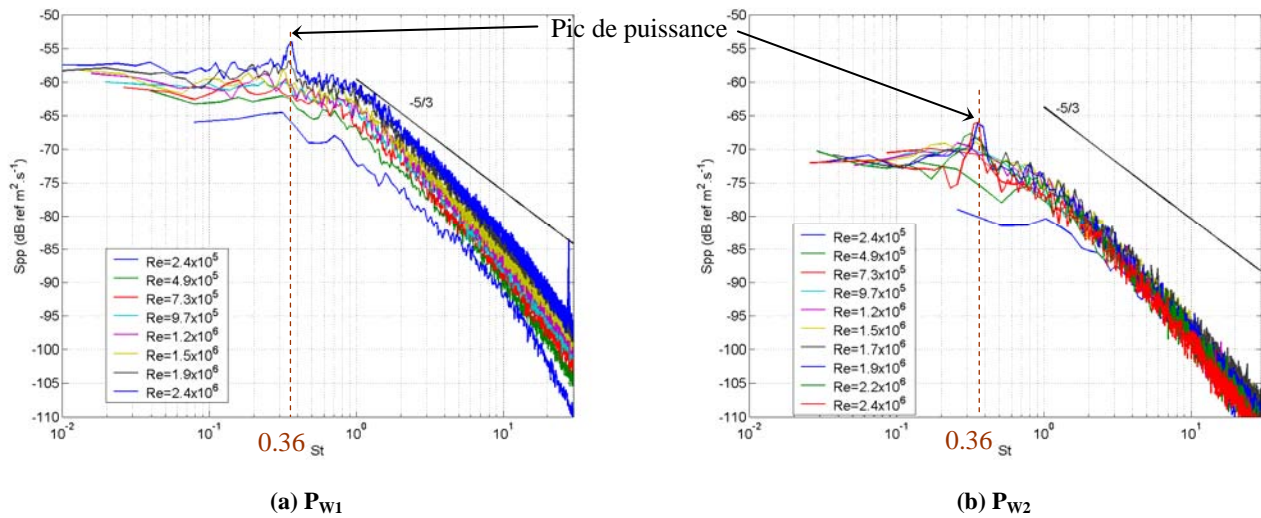 Pic de puissance
-50
-55
-60
-65
-70
-75
-80
-85
-90
-95
-100
-105
-110
Spp (dB ref m².s⁻¹)
-5/3
Re=2.4x10⁵
Re=4.9x10⁵
Re=7.3x10⁵
Re=9.7x10⁵
Re=1.2x10⁶
Re=1.5x10⁶
Re=1.9x10⁶
Re=2.4x10⁶
10⁻² 10⁻¹ 10⁰ 10¹
0.36
St
(a) P_W1
-50
-55
-60
-65
-70
-75
-80
-85
-90
-95
-100
-105
-110
Spp (dB ref m².s⁻¹)
-5/3
Re=2.4x10⁵
Re=4.9x10⁵
Re=7.3x10⁵
Re=9.7x10⁵
Re=1.2x10⁶
Re=1.5x10⁶
Re=1.7x10⁶
Re=1.9x10⁶
Re=2.2x10⁶
Re=2.4x10⁶
10⁻² 10⁻¹ 10⁰ 10¹
0.36
St
(b) P_W2